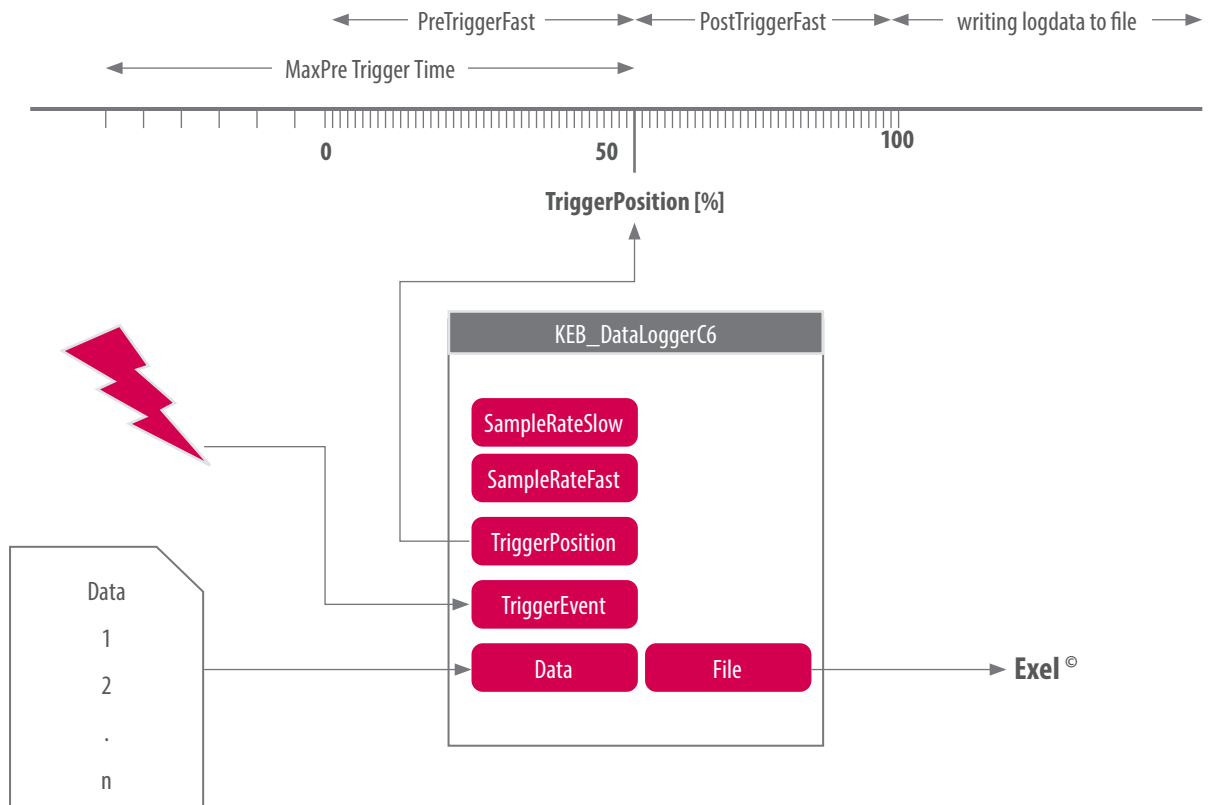 PreTriggerFast PostTriggerFast writing logdata to file
MaxPre Trigger Time
0 50 100
TriggerPosition [%]
KEB_DataLoggerC6
SampleRateSlow
SampleRateFast
TriggerPosition
TriggerEvent
Data File
Exel ©
Data
1
2
.
n